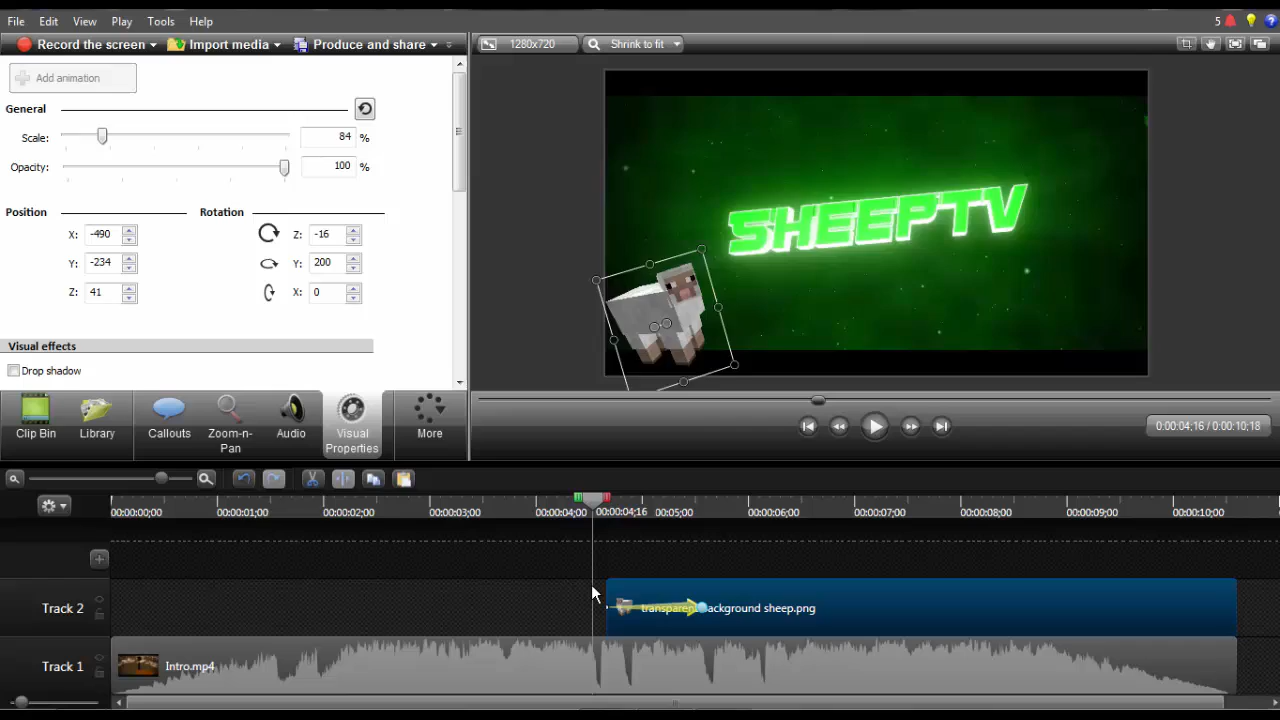 File Edit View Play Tools Help 5
Record the screen Import media Produce and share 1280x720 Shrink to fit
Add animation
General
Scale: 84 %
Opacity: 100 %
Position Rotation
X: -490 Z: -16
Y: -234 Y: 200
Z: 41 X: 0
Visual effects
Drop shadow
SHEEPTV
Clip Bin Library Callouts Zoom-n-Pan Audio Visual Properties More
0:00:04;16 / 0:00:10;18
00:00:00;00 00:00:01;00 00:00:02;00 00:00:03;00 00:00:04;00 00:00:04;16 00:05;00 00:00:06;00 00:00:07;00 00:00:08;00 00:00:09;00 00:00:10;00
Track 2 transparent background sheep.png
Track 1 Intro.mp4